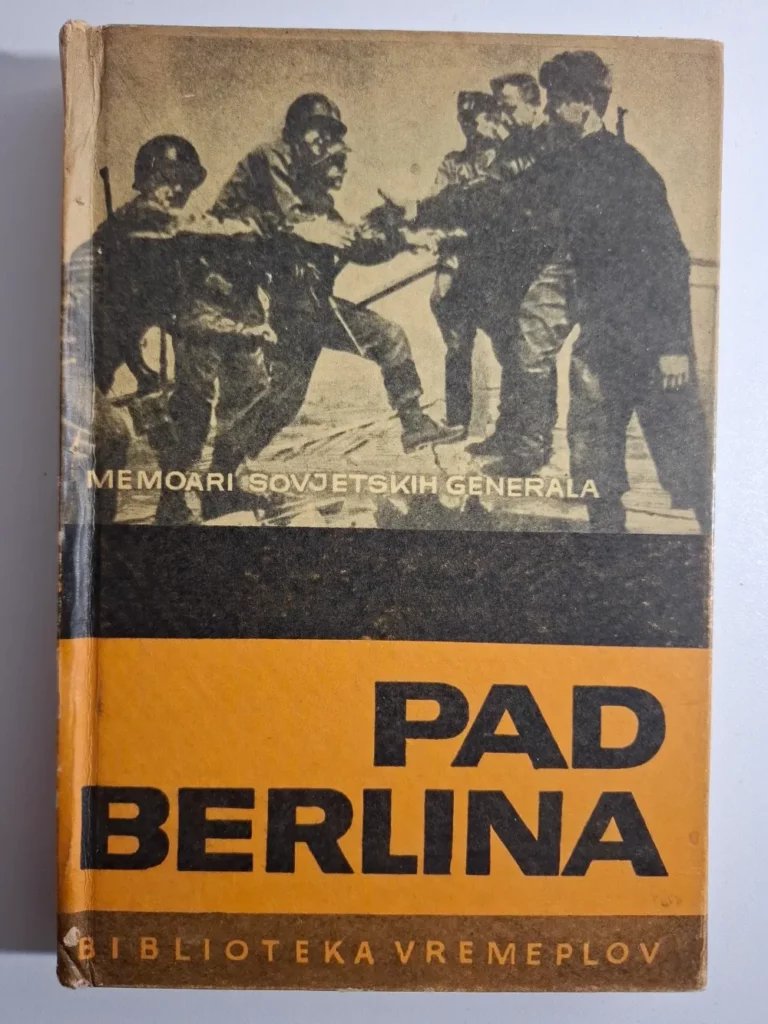 MEMOARI SOVJETSKIH GENERALA
PAD
BERLINA
BIBLIOTEKA VREMEPLOV